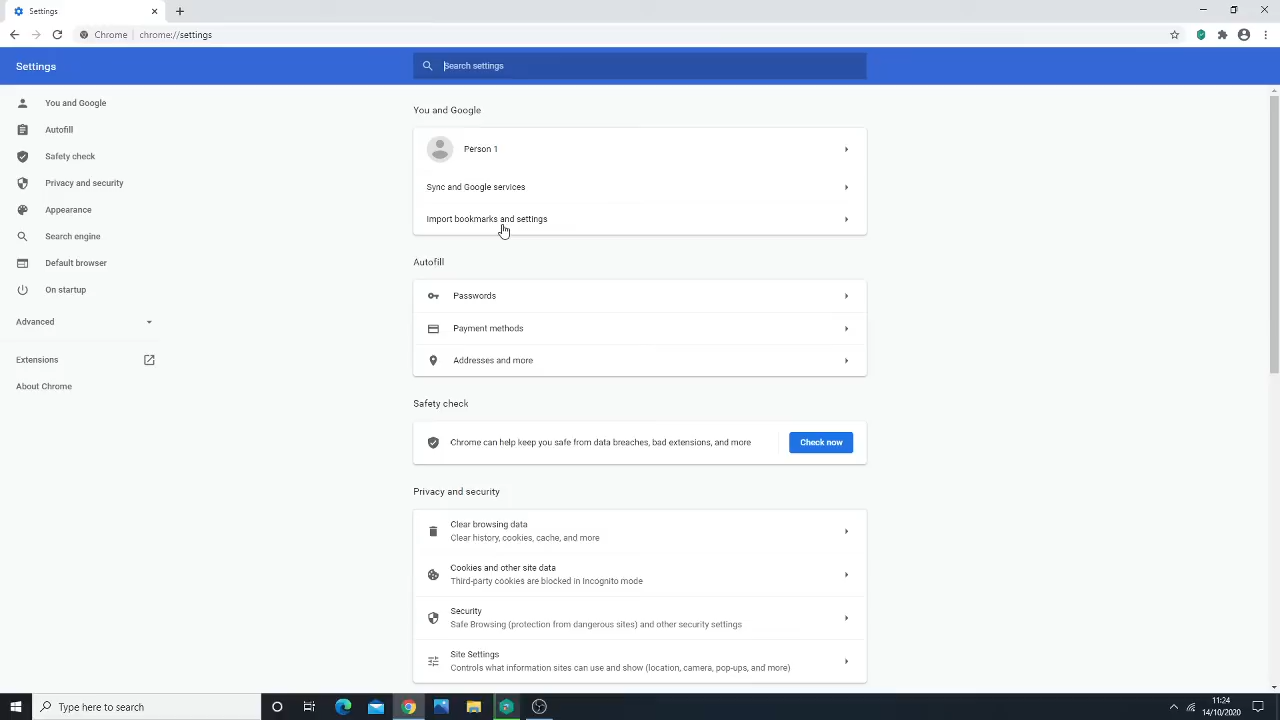 Settings
Chrome
chrome://settings
Settings
Search settings
You and Google
Autofill
Safety check
Privacy and security
Appearance
Search engine
Default browser
On startup
Advanced
Extensions
About Chrome
You and Google
Person 1
Sync and Google services
Import bookmarks and settings
Autofill
Passwords
Payment methods
Addresses and more
Safety check
Chrome can help keep you safe from data breaches, bad extensions, and more
Check now
Privacy and security
Clear browsing data
Clear history, cookies, cache, and more
Cookies and other site data
Third-party cookies are blocked in Incognito mode
Security
Safe Browsing (protection from dangerous sites) and other security settings
Site Settings
Controls what information sites can use and show (location, camera, pop-ups, and more)
Type here to search
11:24
14/10/2020